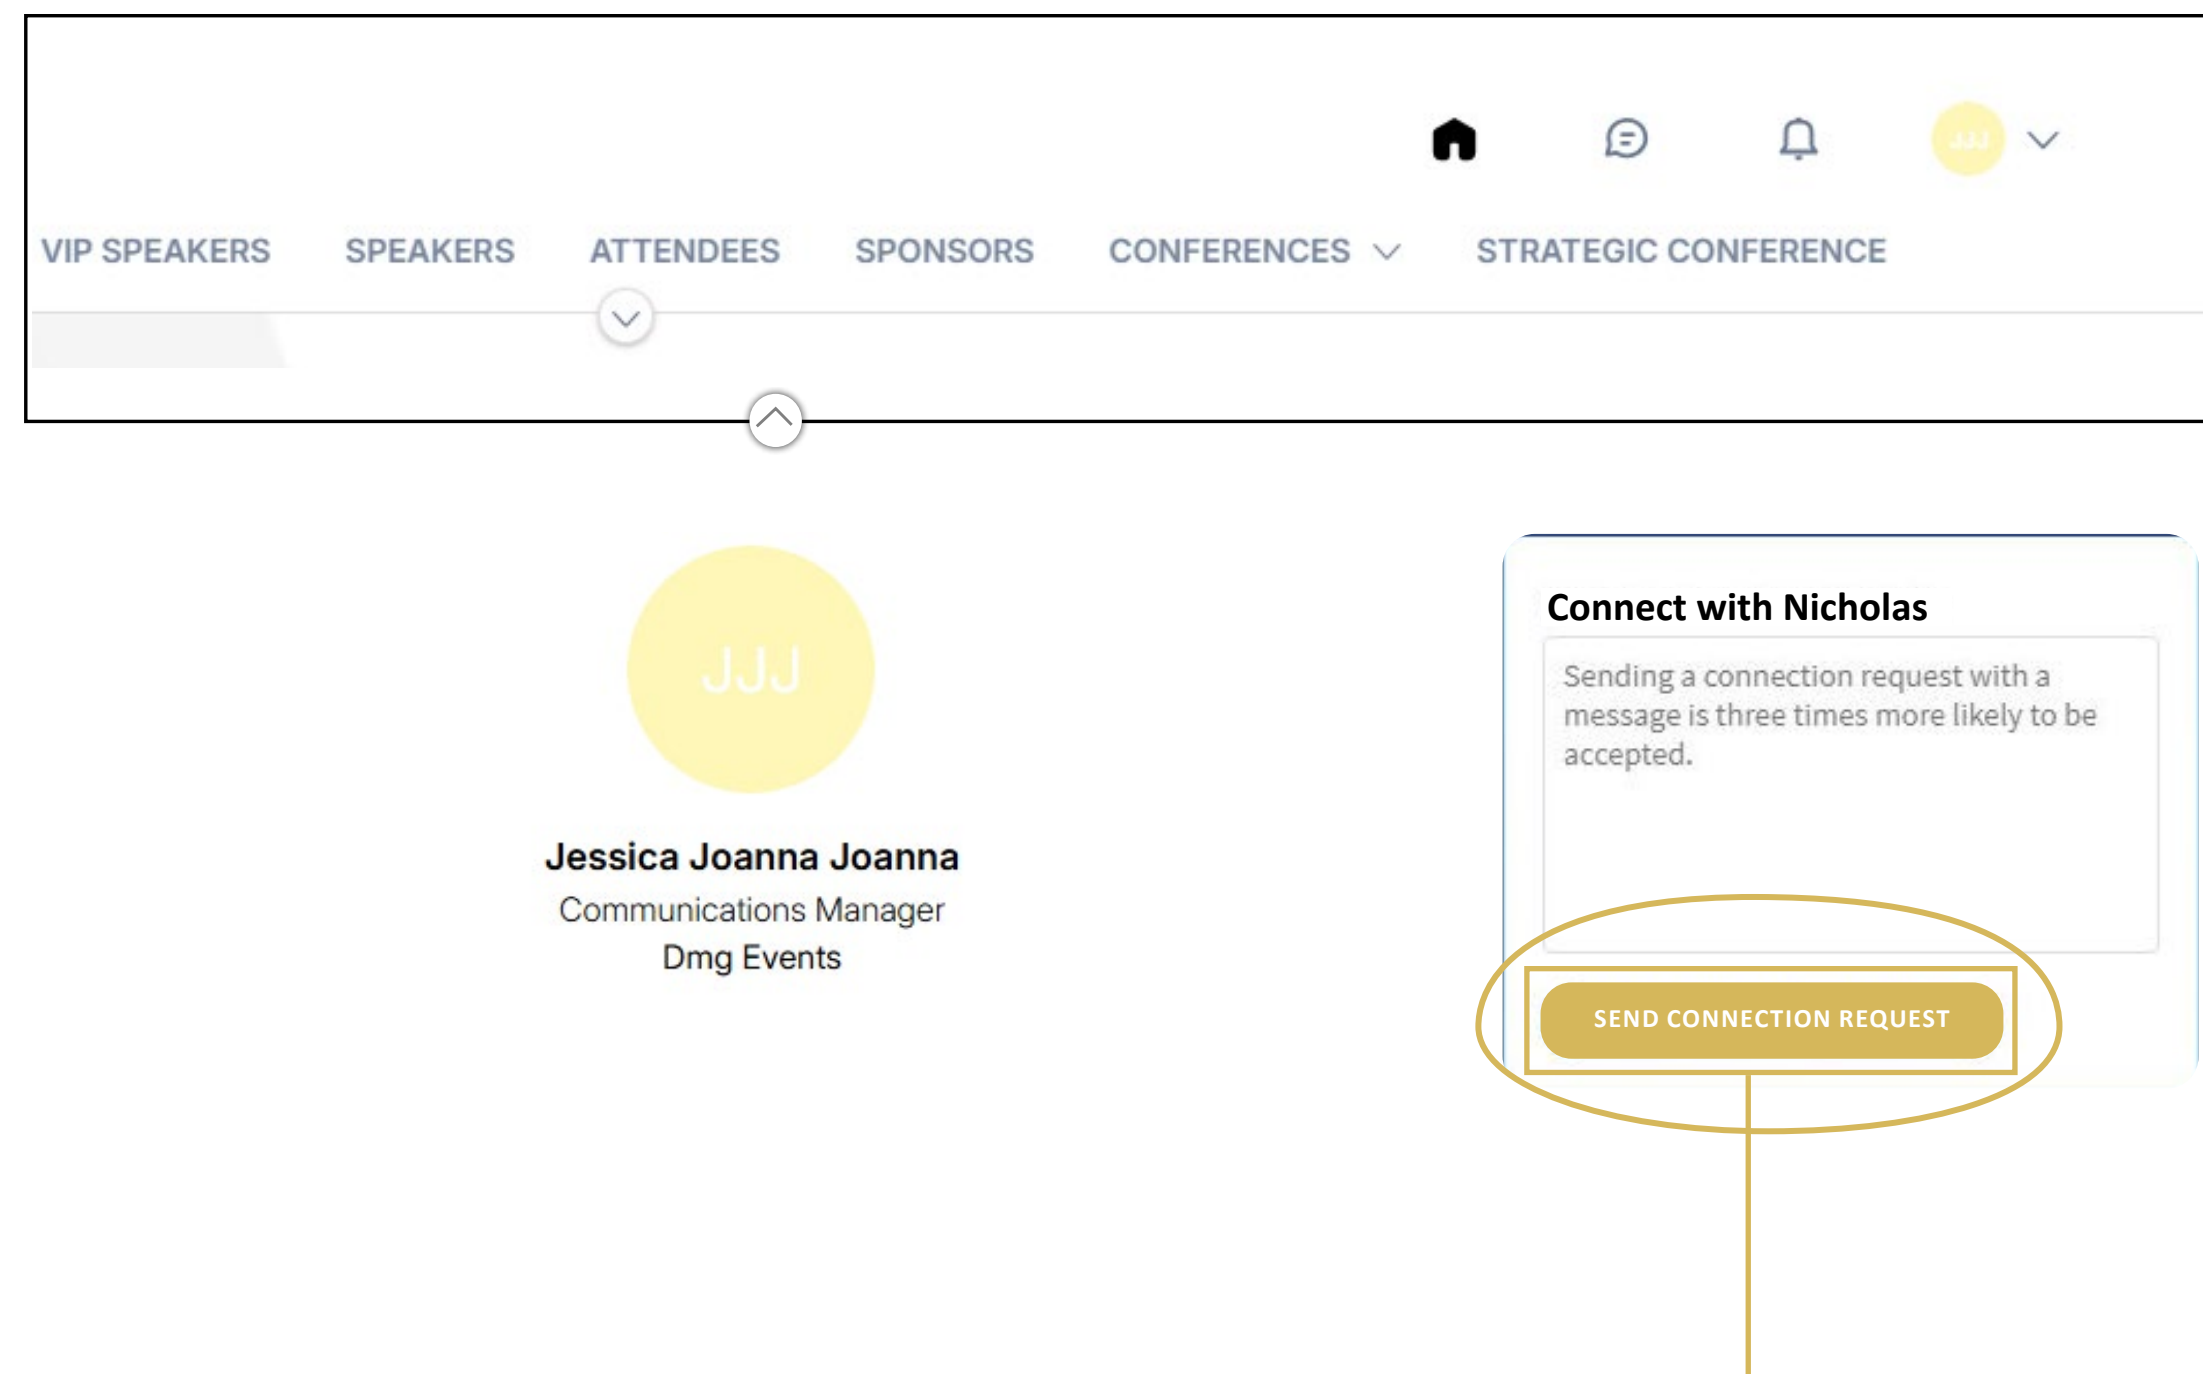 JJJ
VIP SPEAKERS SPEAKERS ATTENDEES SPONSORS CONFERENCES STRATEGIC CONFERENCE
JJJ
Jessica Joanna Joanna
Communications Manager
Dmg Events
Connect with Nicholas
Sending a connection request with a
message is three times more likely to be
accepted.
SEND CONNECTION REQUEST